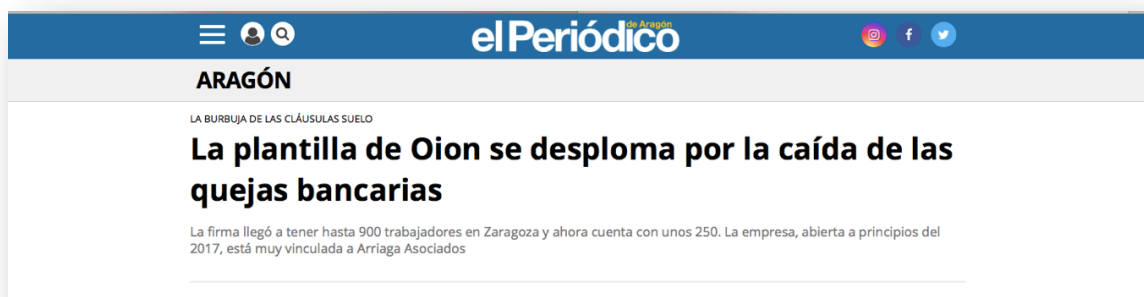 el Periódico
de Aragón
ARAGÓN
LA BURBUJA DE LAS CLÁUSULAS SUELO
La plantilla de Oion se desploma por la caída de las
quejas bancarias
La firma llegó a tener hasta 900 trabajadores en Zaragoza y ahora cuenta con unos 250. La empresa, abierta a principios del
2017, está muy vinculada a Arriaga Asociados